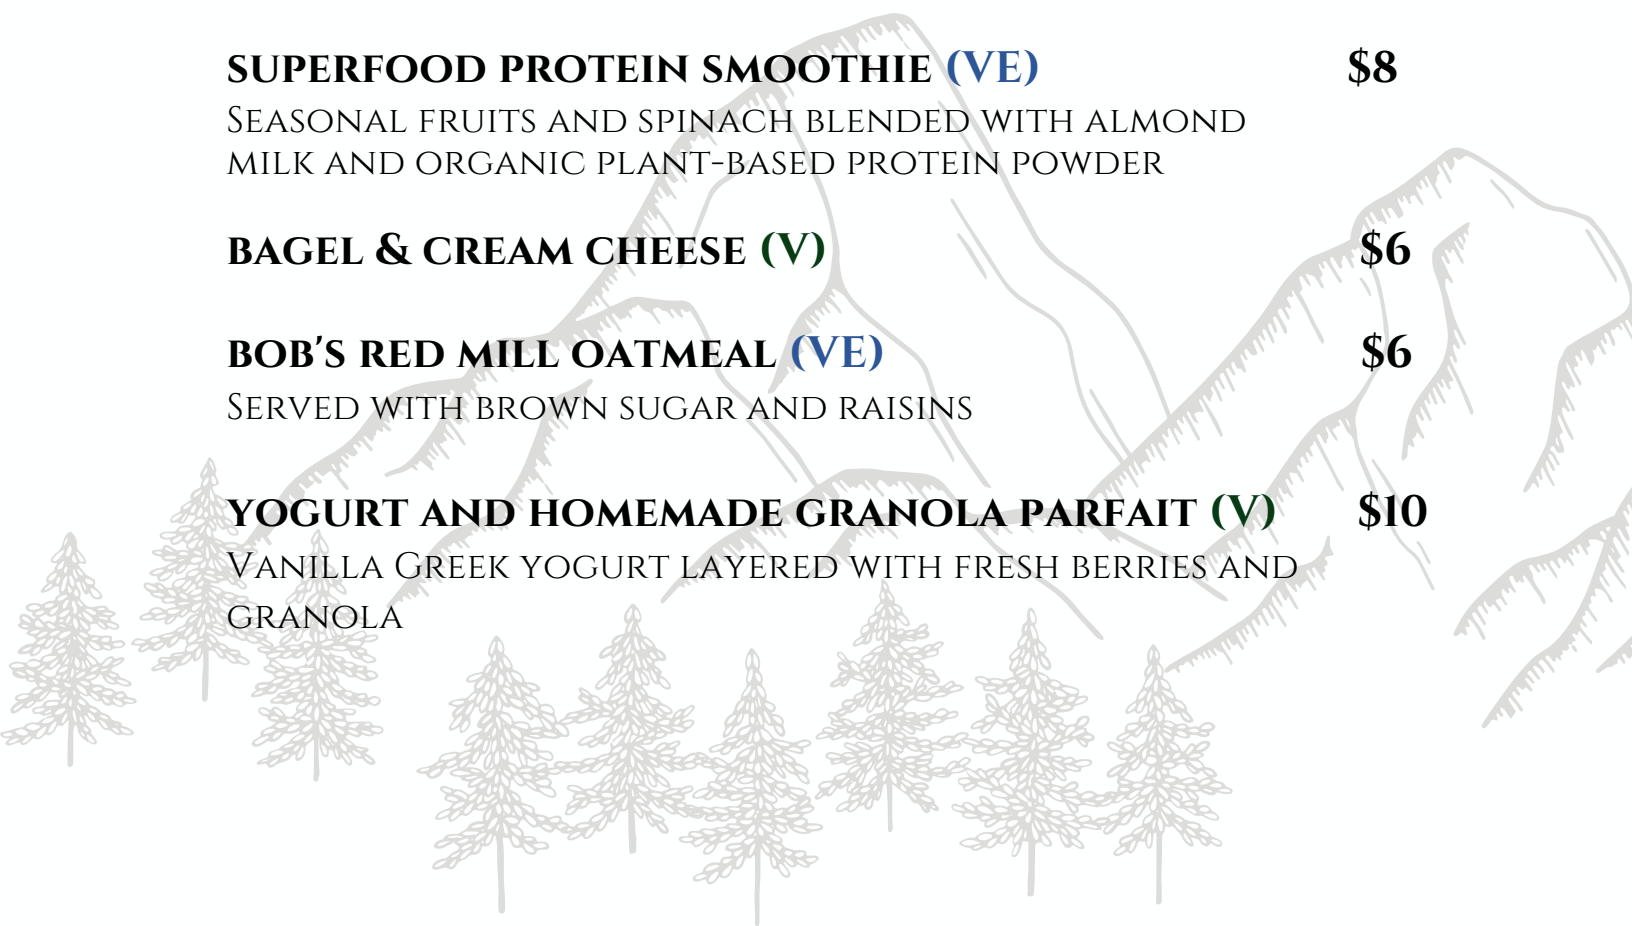 SUPERFOOD PROTEIN SMOOTHIE (VE) $8
SEASONAL FRUITS AND SPINACH BLENDED WITH ALMOND
MILK AND ORGANIC PLANT-BASED PROTEIN POWDER
BAGEL & CREAM CHEESE (V) $6
BOB'S RED MILL OATMEAL (VE) $6
SERVED WITH BROWN SUGAR AND RAISINS
YOGURT AND HOMEMADE GRANOLA PARFAIT (V) $10
VANILLA GREEK YOGURT LAYERED WITH FRESH BERRIES AND
GRANOLA